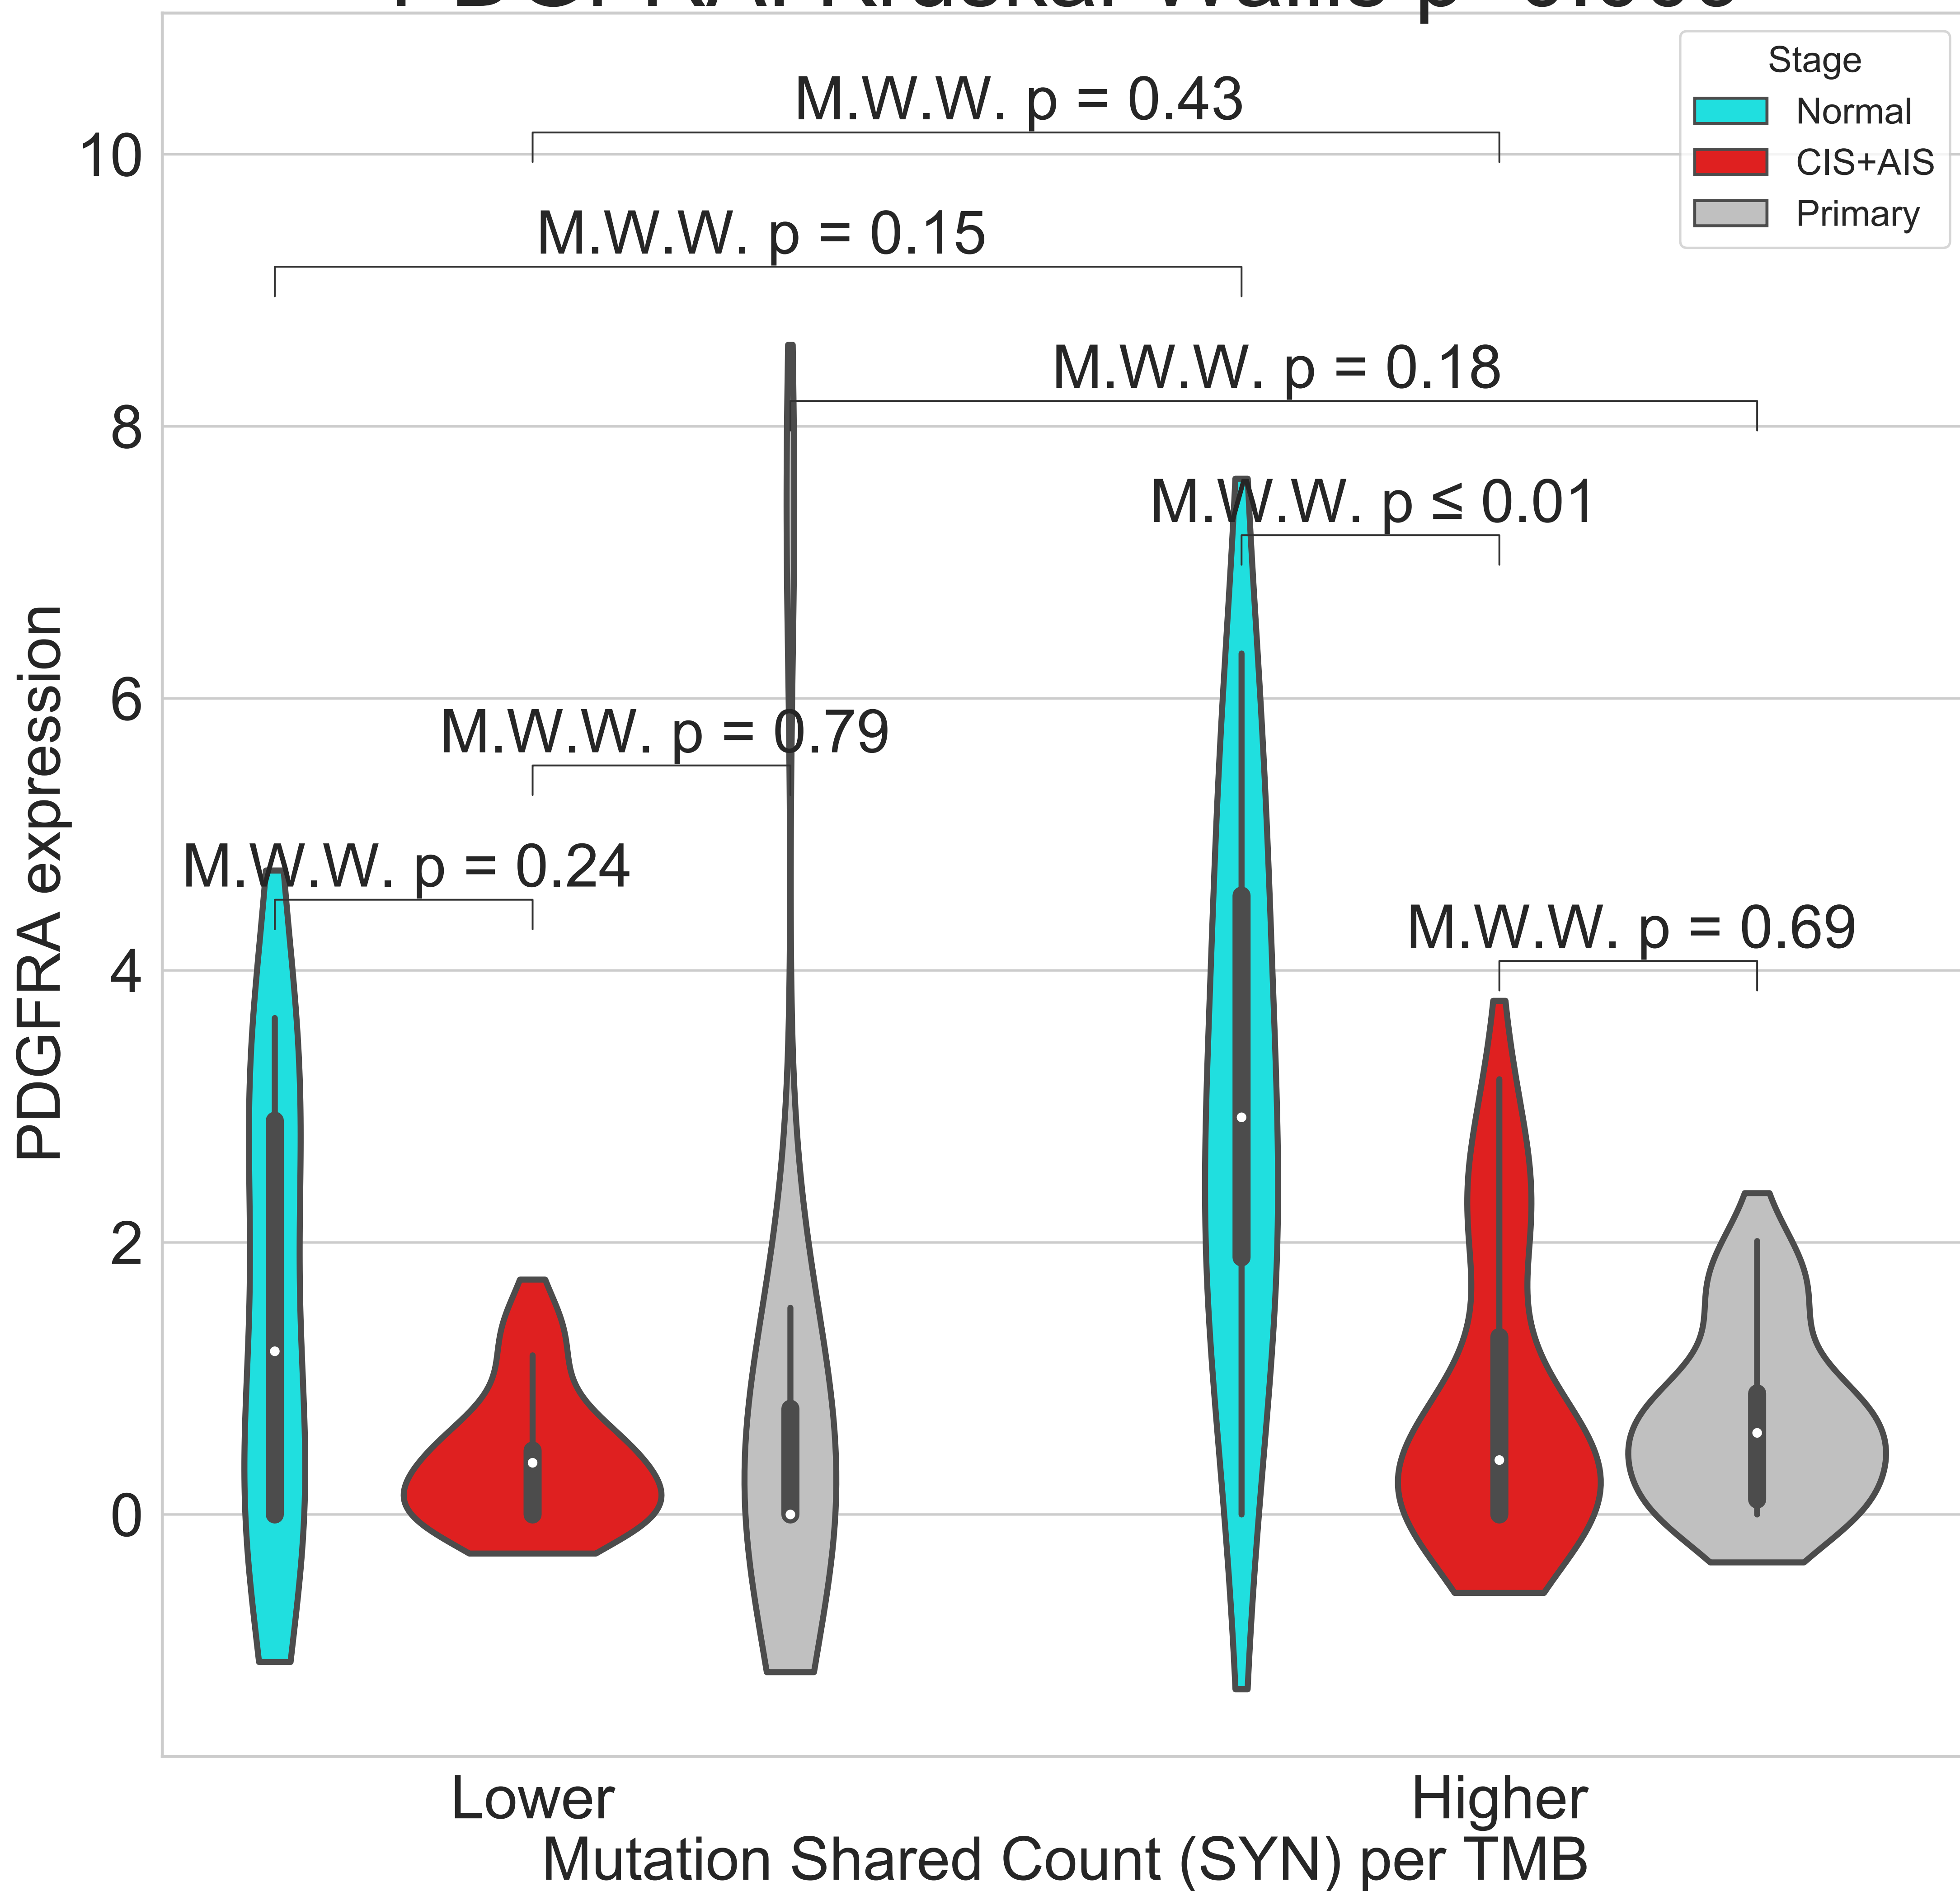 Stage
Normal
CIS+AIS
Primary
M.W.W. p = 0.43
M.W.W. p = 0.15
M.W.W. p = 0.18
M.W.W. p ≤ 0.01
M.W.W. p = 0.79
M.W.W. p = 0.24
M.W.W. p = 0.69
10
8
6
4
2
0
PDGFRA expression
Lower
Higher
Mutation Shared Count (SYN) per TMB